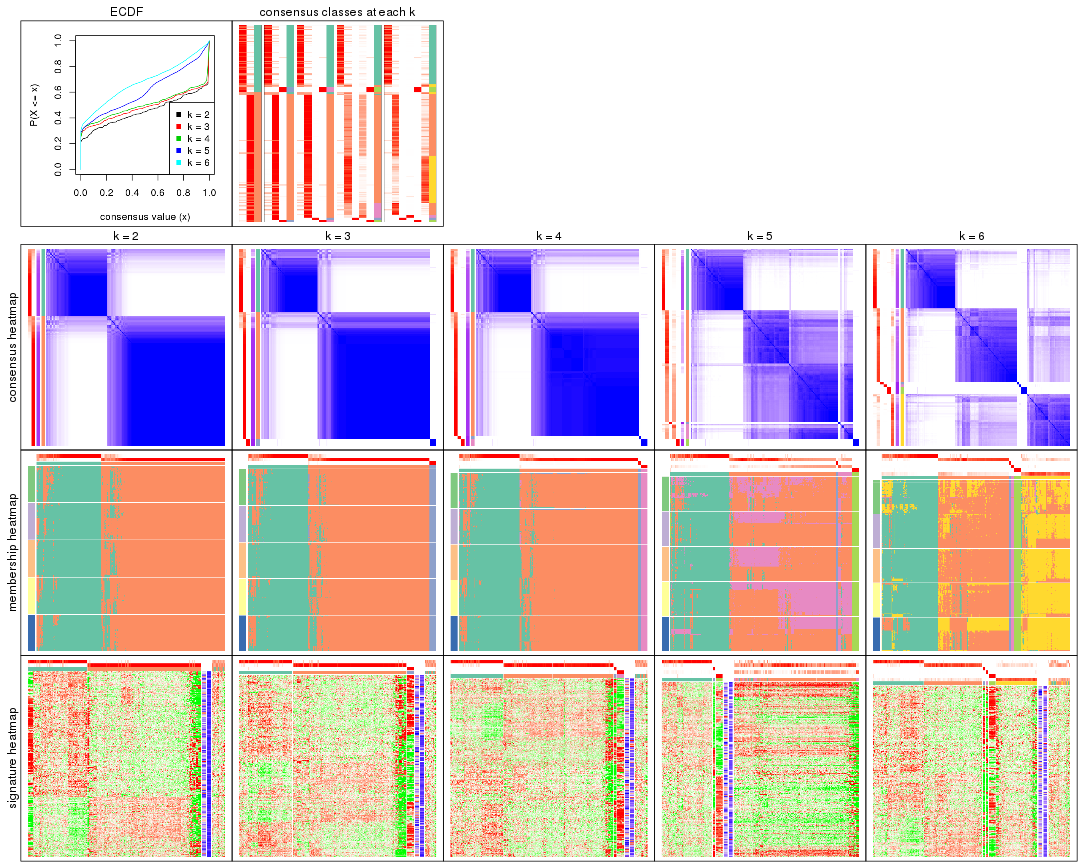 ECDF
consensus classes at each k
P(X <= x)
0.0 0.2 0.4 0.6 0.8 1.0
k = 2
k = 3
k = 4
k = 5
k = 6
0.0 0.2 0.4 0.6 0.8 1.0
consensus value (x)
k = 2 k = 3 k = 4 k = 5 k = 6
consensus heatmap
membership heatmap
signature heatmap